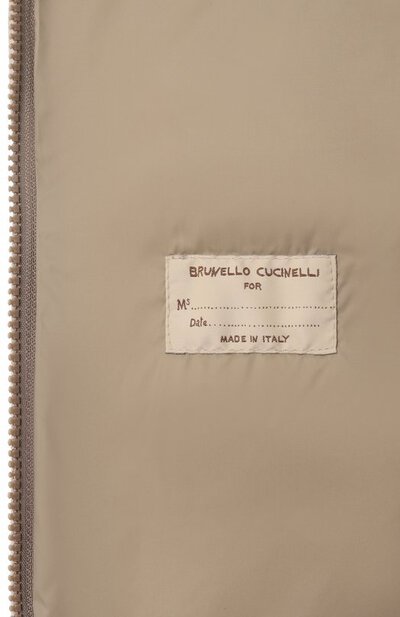 BRUNELLO CUCINELLI
FOR
Ms..............................
Date..............................
MADE IN ITALY